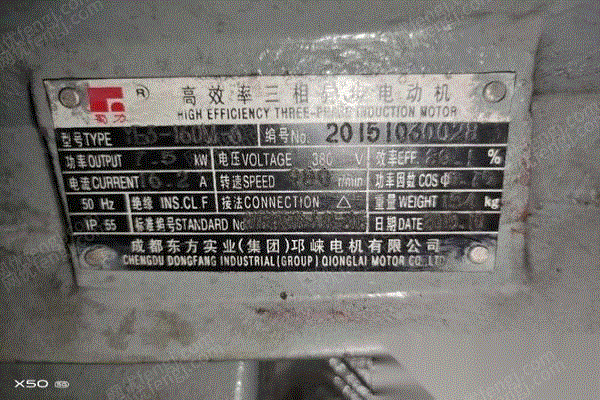 高效率三相异步电动机
HIGH EFFICIENCY THREE-PHASE INDUCTION MOTOR
型号TYPE 编号No. 20151030028
功率OUTPUT 7.5 kW 电压VOLTAGE 380 V 效率EFF. %
电流CURRENT 16.2 A 转速SPEED r/min 功率因数COSΦ
50 Hz 绝缘 INS.CL F 接法CONNECTION △ 重量WEIGHT kg
IP 55 标准编号STANDARD No 日期DATE
成都东方实业(集团)邛崃电机有限公司
CHENGDU DONGFANG INDUSTRIAL(GROUP) QIONGLAI MOTOR CO. LTD.
X50 5G